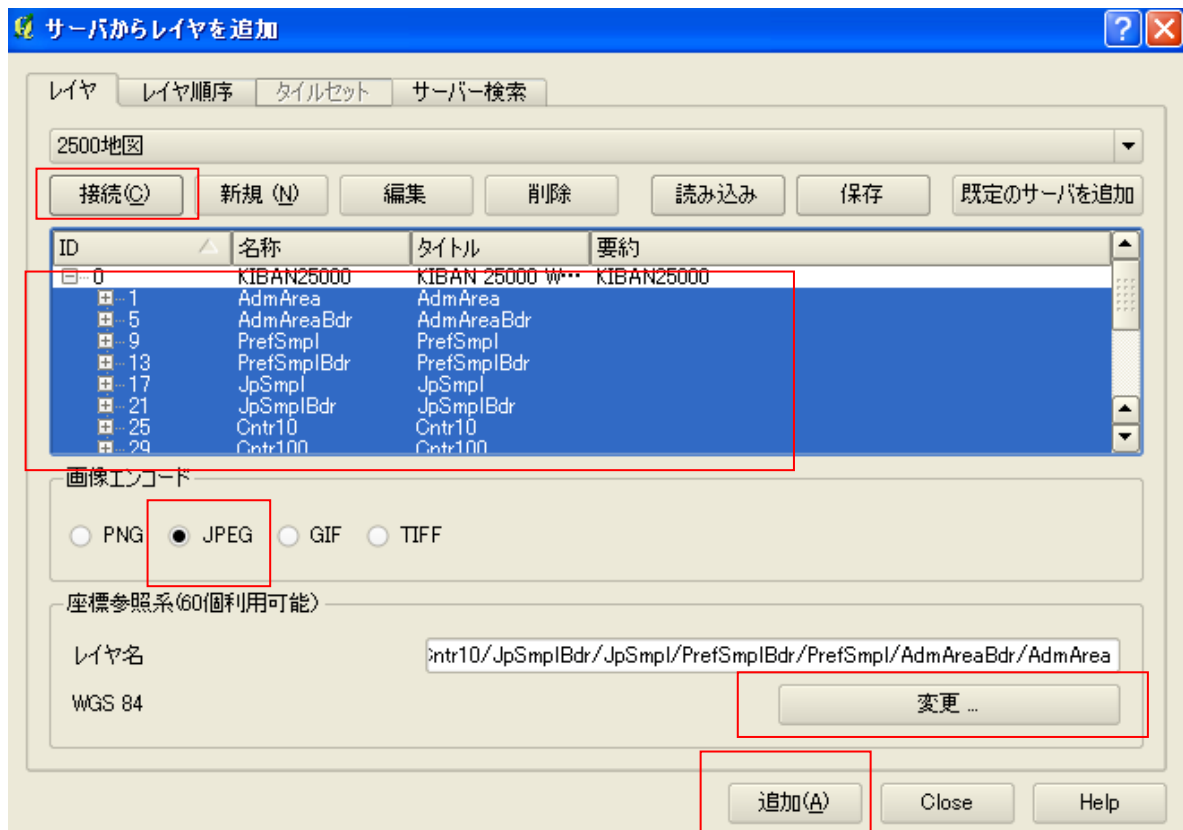 サーバからレイヤを追加
レイヤ レイヤ順序 タイルセット サーバー検索
2500地図
接続(C) 新規 (N) 編集 削除 読み込み 保存 既定のサーバを追加
ID 名称 タイトル 要約
0 KIBAN25000 KIBAN 25000 W… KIBAN25000
1 AdmArea AdmArea
5 AdmAreaBdr AdmAreaBdr
9 PrefSmpl PrefSmpl
13 PrefSmplBdr PrefSmplBdr
17 JpSmpl JpSmpl
21 JpSmplBdr JpSmplBdr
25 Cntr10 Cntr10
29 Cntr100 Cntr100
画像エンコード
PNG JPEG GIF TIFF
座標参照系(60個利用可能)
レイヤ名 Cntr10/JpSmplBdr/JpSmpl/PrefSmplBdr/PrefSmpl/AdmAreaBdr/AdmArea
WGS 84 変更 ...
追加(A) Close Help